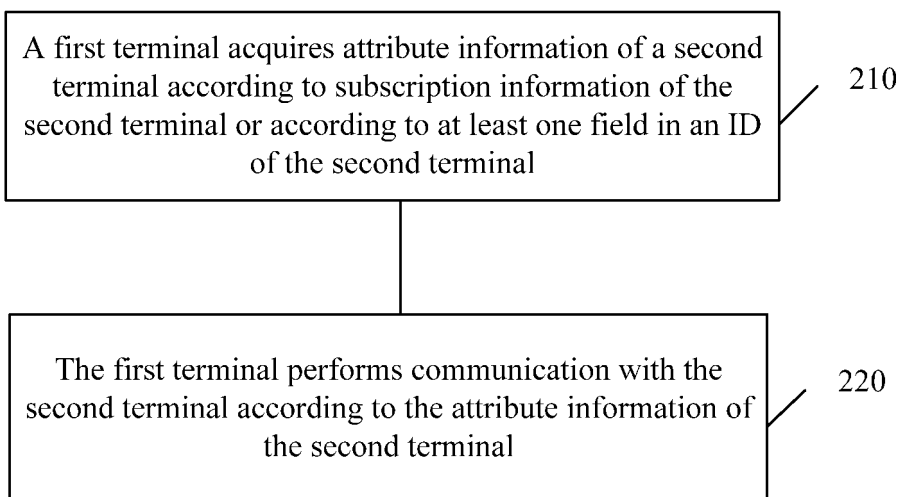 A first terminal acquires attribute information of a second
terminal according to subscription information of the
second terminal or according to at least one field in an ID
of the second terminal
210
The first terminal performs communication with the
second terminal according to the attribute information of
the second terminal
220